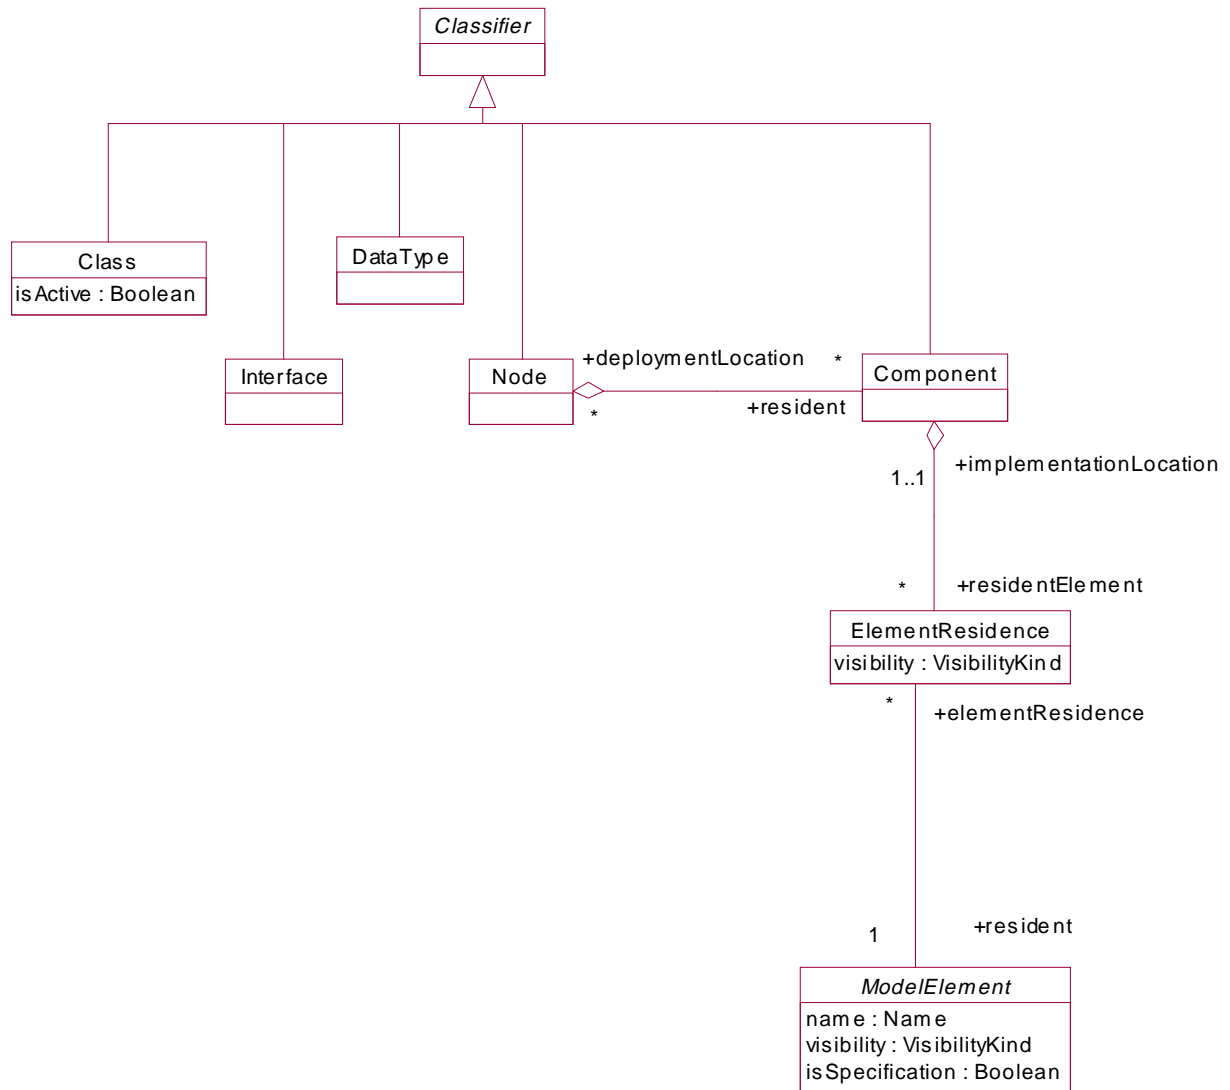 Classifier
Class
isActive : Boolean
DataType
Interface
Node
+deploymentLocation
*
*
+resident
Component
+implementationLocation
1..1
*
+residentElement
ElementResidence
visibility : VisibilityKind
*
+elementResidence
+resident
1
ModelElement
name : Name
visibility : VisibilityKind
isSpecification : Boolean